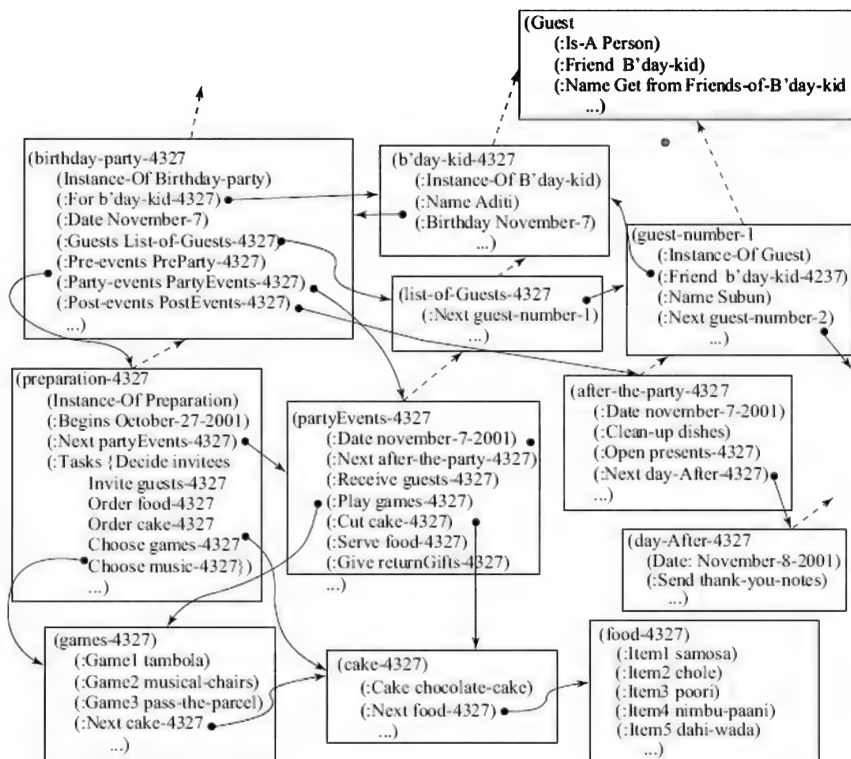 (Guest
(:Is-A Person)
(:Friend B'day-kid)
(:Name Get from Friends-of-B'day-kid
...)
(birthday-party-4327
(Instance-Of Birthday-party)
(:For b'day-kid-4327)
(:Date November-7)
(:Guests List-of-Guests-4327)
(:Pre-events PreParty-4327)
(:Party-events PartyEvents-4327)
(:Post-events PostEvents-4327)
...)
(b'day-kid-4327
(:Instance-Of B'day-kid)
(:Name Aditi)
(:Birthday November-7)
...)
(guest-number-1
(:Instance-Of Guest)
(:Friend b'day-kid-4237)
(:Name Subun)
(:Next guest-number-2)
...)
(list-of-Guests-4327
(:Next guest-number-1)
...)
(preparation-4327
(Instance-Of Preparation)
(:Begins October-27-2001)
(:Next partyEvents-4327)
(:Tasks {Decide invitees
Invite guests-4327
Order food-4327
Order cake-4327
Choose games-4327
Choose music-4327})
...)
(partyEvents-4327
(:Date november-7-2001)
(:Next after-the-party-4327)
(:Receive guests-4327)
(:Play games-4327)
(:Cut cake-4327)
(:Serve food-4327)
(:Give returnGifts-4327)
...)
(after-the-party-4327
(:Date november-7-2001)
(:Clean-up dishes)
(:Open presents-4327)
(:Next day-After-4327)
...)
(day-After-4327
(Date: November-8-2001)
(:Send thank-you-notes)
...)
(games-4327)
(:Game1 tambola)
(:Game2 musical-chairs)
(:Game3 pass-the-parcel)
(:Next cake-4327
...)
(cake-4327)
(:Cake chocolate-cake)
(:Next food-4327)
...)
(food-4327)
(:Item1 samosa)
(:Item2 chole)
(:Item3 poori)
(:Item4 nimbu-paani)
(:Item5 dahi-wada)
...)